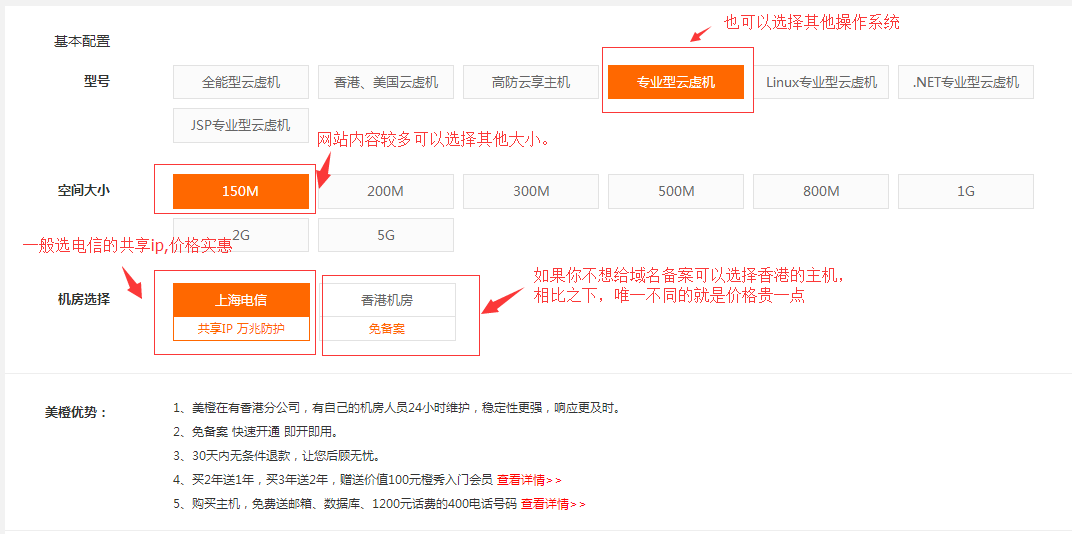 也可以选择其他操作系统
基本配置
型号
全能型云虚机 香港、美国云虚机 高防云享主机 专业型云虚机 Linux专业型云虚机 .NET专业型云虚机
JSP专业型云虚机
网站内容较多可以选择其他大小。
空间大小
150M 200M 300M 500M 800M 1G
2G 5G
一般选电信的共享ip,价格实惠
如果你不想给域名备案可以选择香港的主机，
相比之下，唯一不同的就是价格贵一点
机房选择
上海电信 香港机房
共享IP 万兆防护 免备案
美橙优势：
1、美橙在有香港分公司，有自己的机房人员24小时维护，稳定性更强，响应更及时。
2、免备案 快速开通 即开即用。
3、30天内无条件退款，让您后顾无忧。
4、买2年送1年，买3年送2年，赠送价值100元橙秀入门会员 查看详情>>
5、购买主机，免费送邮箱、数据库、1200元话费的400电话号码 查看详情>>